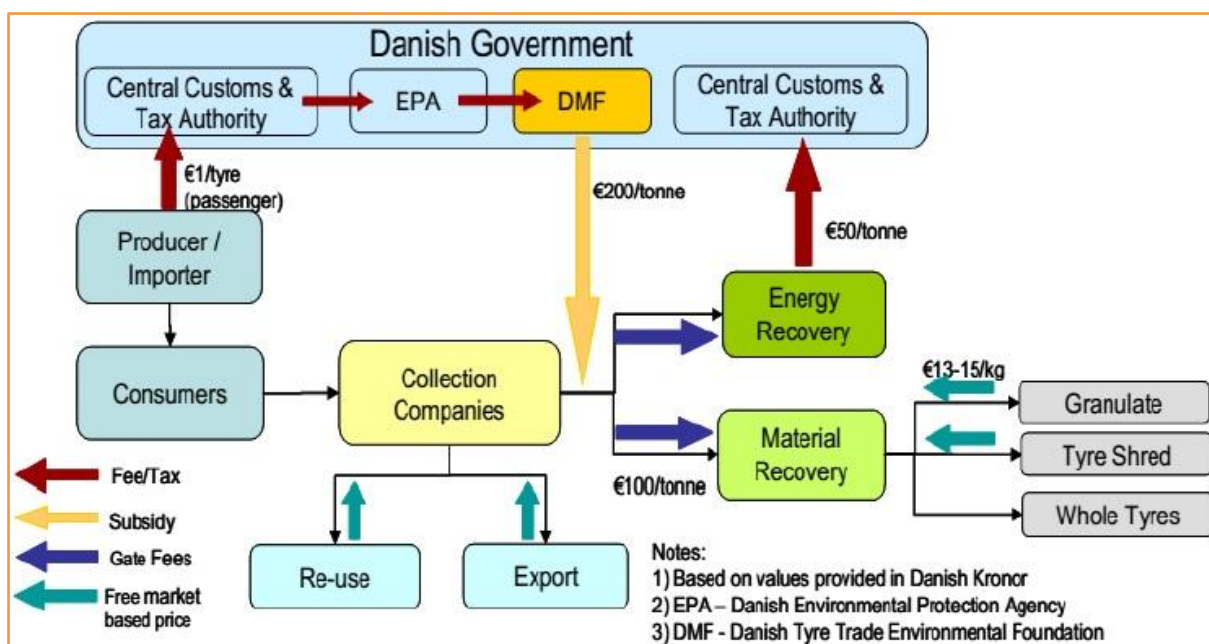 Danish Government
Central Customs &
Tax Authority
EPA
DMF
Central Customs &
Tax Authority
€1/tyre
(passenger)
€200/tonne
€50/tonne
Producer /
Importer
Energy
Recovery
Consumers
Collection
Companies
€13-15/kg
Granulate
Material
Recovery
Tyre Shred
€100/tonne
Whole Tyres
Fee/Tax
Subsidy
Gate Fees
Free market
based price
Re-use
Export
Notes:
1) Based on values provided in Danish Kronor
2) EPA – Danish Environmental Protection Agency
3) DMF - Danish Tyre Trade Environmental Foundation